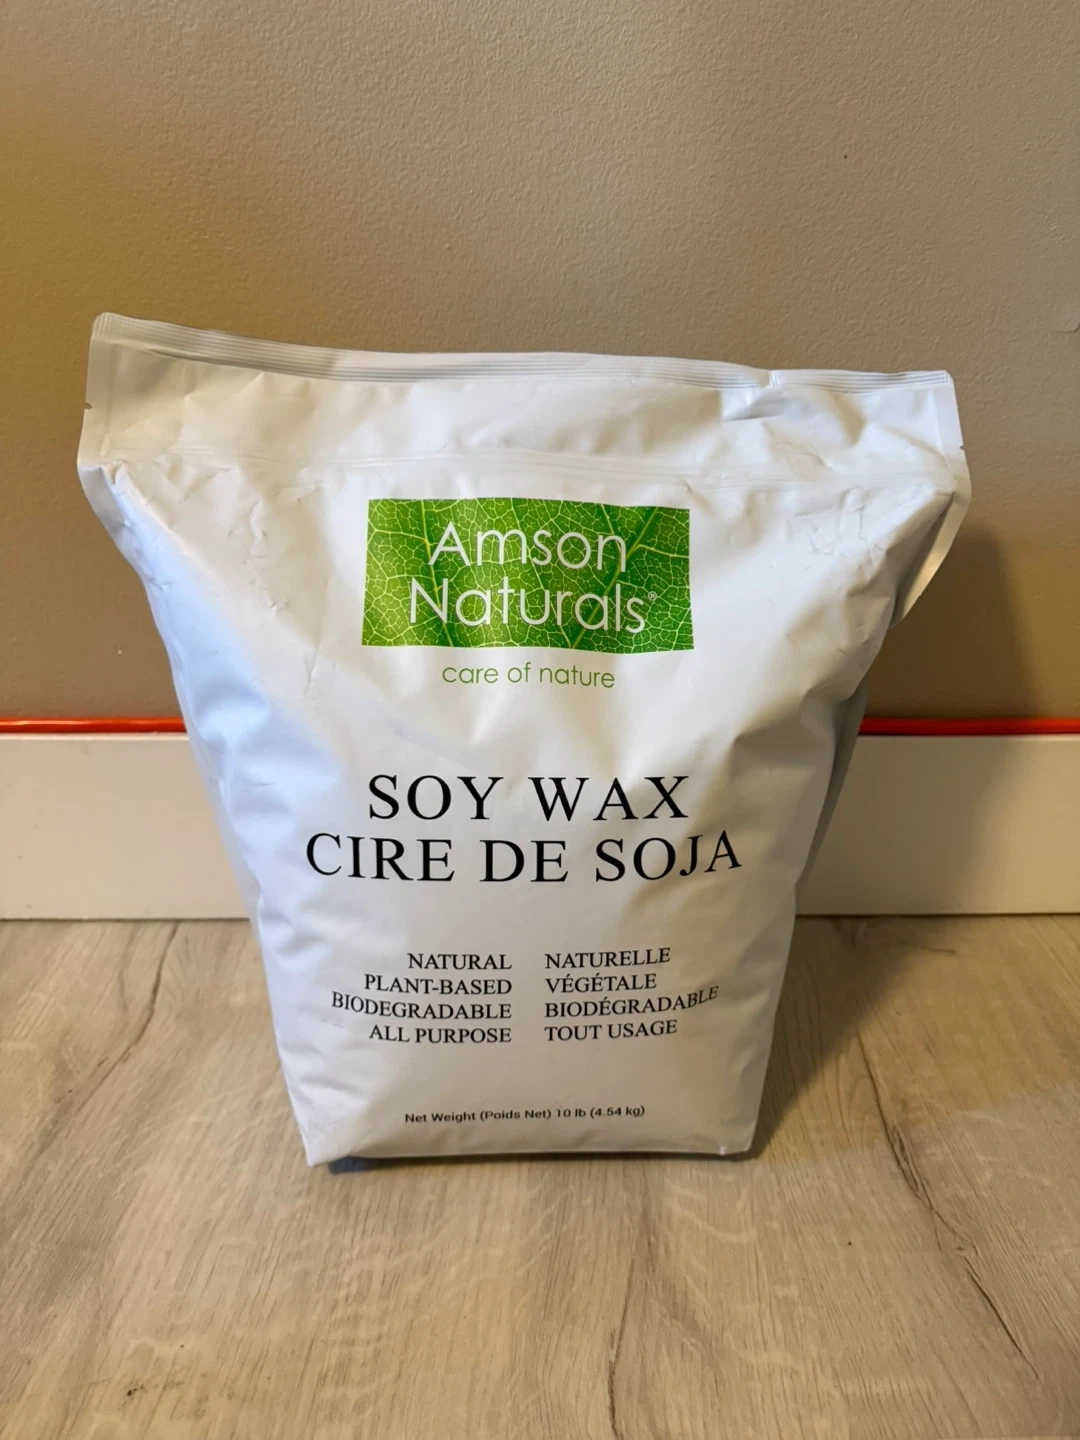 Amson
Naturals®
care of nature
SOY WAX
CIRE DE SOJA
NATURAL
PLANT-BASED
BIODEGRADABLE
ALL PURPOSE
NATURELLE
VÉGÉTALE
BIODÉGRADABLE
TOUT USAGE
Net Weight (Poids Net) 10 lb (4.54 kg)